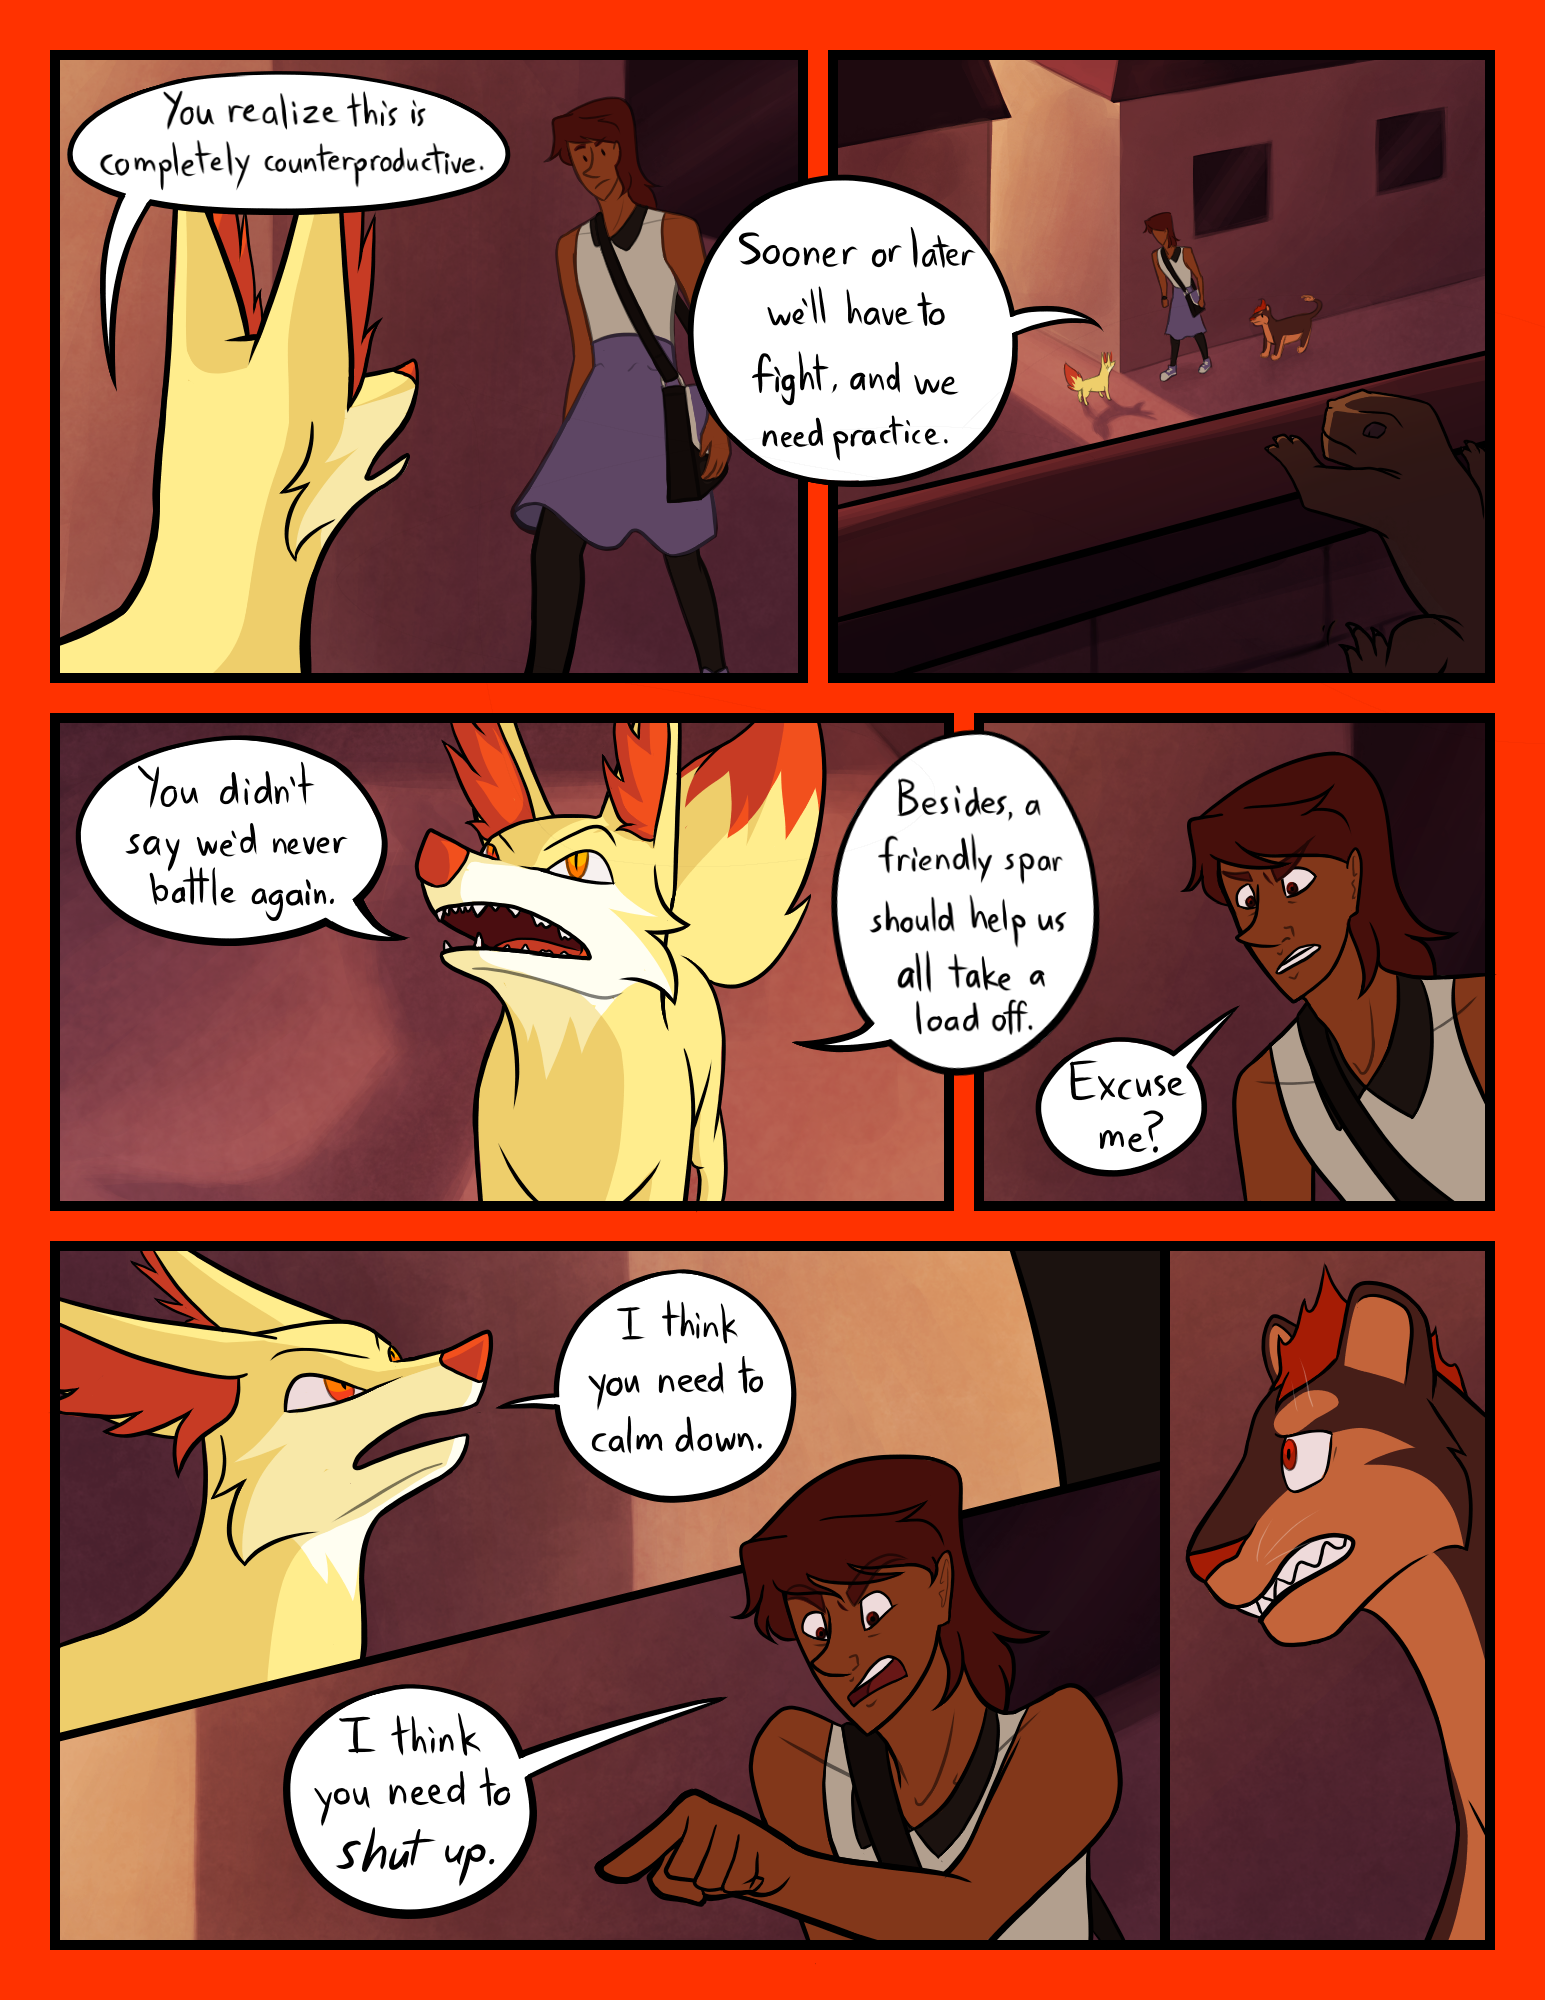 You realize this is
completely counterproductive.
Sooner or later
we'll have to
fight, and we
need practice.
You didn't
say we'd never
battle again.
Besides, a
friendly spar
should help us
all take a
load off.
Excuse
me?
I think
you need to
calm down.
I think
you need to
shut up.